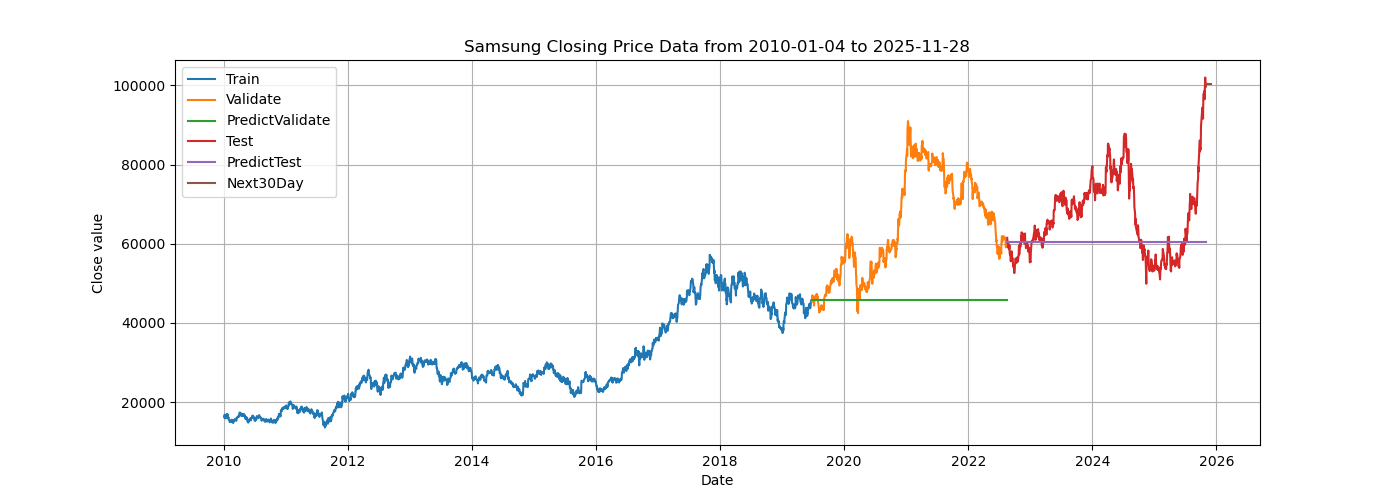 Samsung Closing Price Data from 2010-01-04 to 2025-11-28
Train
Validate
PredictValidate
Test
PredictTest
Next30Day
Close value
100000
80000
60000
40000
20000
2010 2012 2014 2016 2018 2020 2022 2024 2026
Date